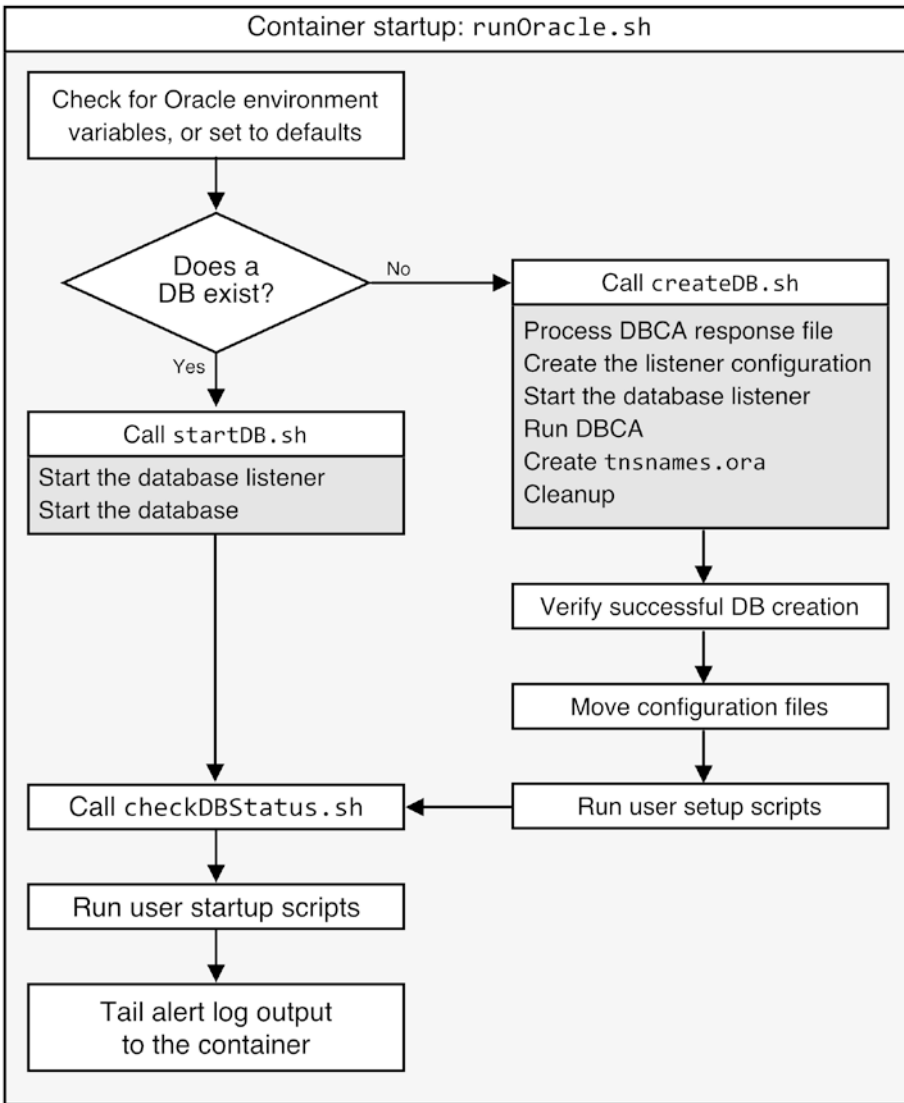 Container startup: runOracle.sh
Check for Oracle environment
variables, or set to defaults
Does a
DB exist?
No
Yes
Call createDB.sh
Process DBCA response file
Create the listener configuration
Start the database listener
Run DBCA
Create tnsnames.ora
Cleanup
Call startDB.sh
Start the database listener
Start the database
Verify successful DB creation
Move configuration files
Run user setup scripts
Call checkDBStatus.sh
Run user startup scripts
Tail alert log output
to the container